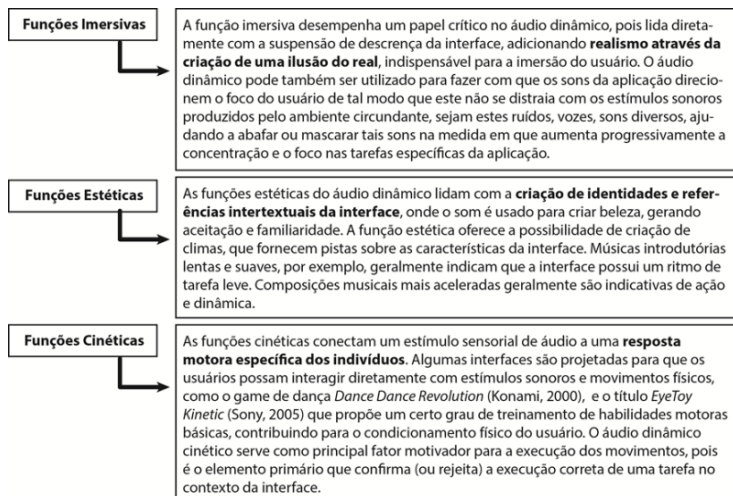 Funções Imersivas
A função imersiva desempenha um papel crítico no áudio dinâmico, pois lida direta-
mente com a suspensão de descrença da interface, adicionando realismo através da
criação de uma ilusão do real, indispensável para a imersão do usuário. O áudio
dinâmico pode também ser utilizado para fazer com que os sons da aplicação direcio-
nem o foco do usuário de tal modo que este não se distraia com os estímulos sonoros
produzidos pelo ambiente circundante, sejam estes ruídos, vozes, sons diversos, aju-
dando a abafar ou mascarar tais sons na medida em que aumenta progressivamente a
concentração e o foco nas tarefas específicas da aplicação.
Funções Estéticas
As funções estéticas do áudio dinâmico lidam com a criação de identidades e refer-
ências intertextuais da interface, onde o som é usado para criar beleza, gerando
aceitação e familiaridade. A função estética oferece a possibilidade de criação de
climas, que fornecem pistas sobre as características da interface. Músicas introdutórias
lentas e suaves, por exemplo, geralmente indicam que a interface possui um ritmo de
tarefa leve. Composições musicais mais aceleradas geralmente são indicativas de ação
e dinâmica.
Funções Cinéticas
As funções cinéticas conectam um estímulo sensorial de áudio a uma resposta
motora específica dos indivíduos. Algumas interfaces são projetadas para que os
usuários possam interagir diretamente com estímulos sonoros e movimentos físicos,
como o game de dança Dance Dance Revolution (Konami, 2000), e o título EyeToy
Kinetic (Sony, 2005) que propõe um certo grau de treinamento de habilidades motoras
básicas, contribuindo para o condicionamento físico do usuário. O áudio dinâmico
cinético serve como principal fator motivador para a execução dos movimentos, pois
é o elemento primário que confirma (ou rejeita) a execução correta de uma tarefa no
contexto da interface.